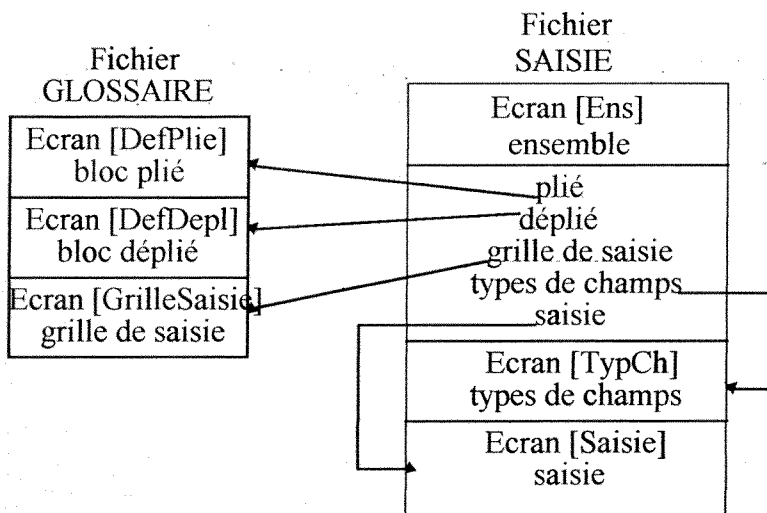 Fichier
GLOSSAIRE
Ecran [DefPlie]
bloc plié
Ecran [DefDepl]
bloc déplié
Ecran [GrilleSaisie]
grille de saisie
Fichier
SAISIE
Ecran [Ens]
ensemble
plié
déplié
grille de saisie
types de champs
saisie
Ecran [TypCh]
types de champs
Ecran [Saisie]
saisie